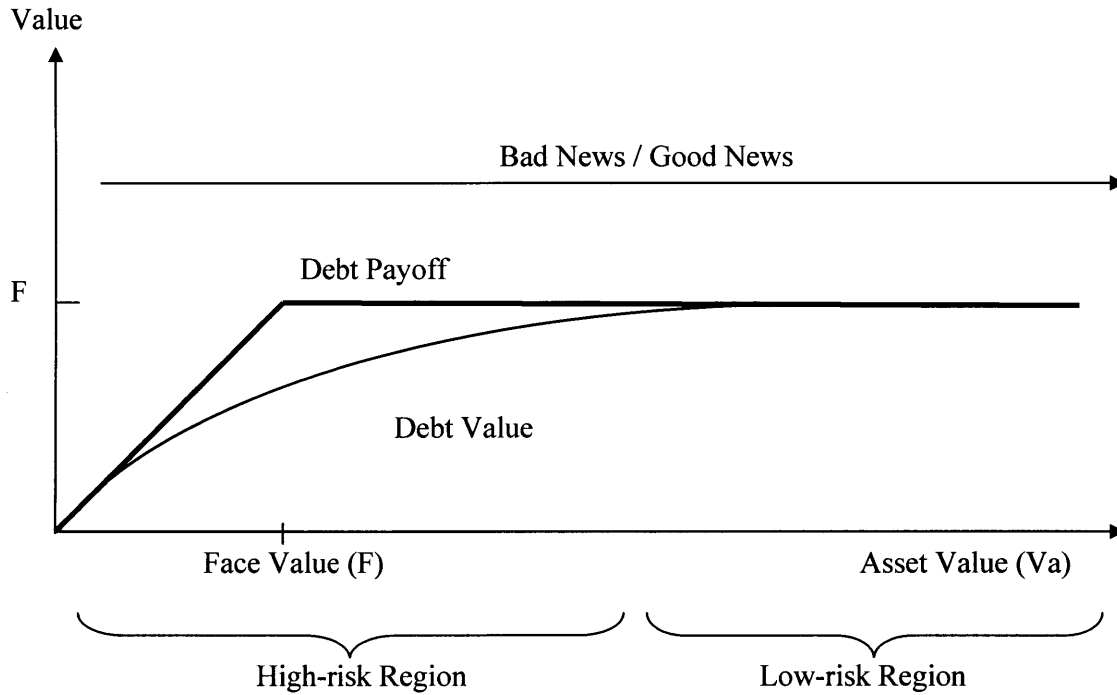 Value
Bad News / Good News
Debt Payoff
F
Debt Value
Face Value (F)
Asset Value (Va)
High-risk Region
Low-risk Region